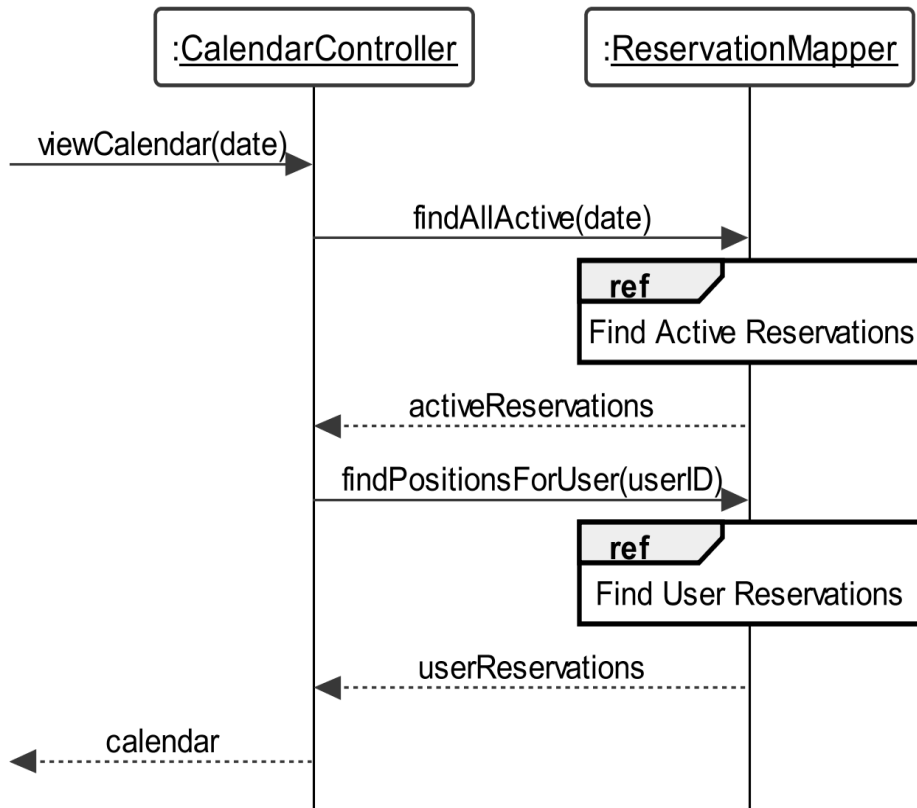 :CalendarController
:ReservationMapper
viewCalendar(date)
findAllActive(date)
ref
Find Active Reservations
activeReservations
findPositionsForUser(userID)
ref
Find User Reservations
userReservations
calendar